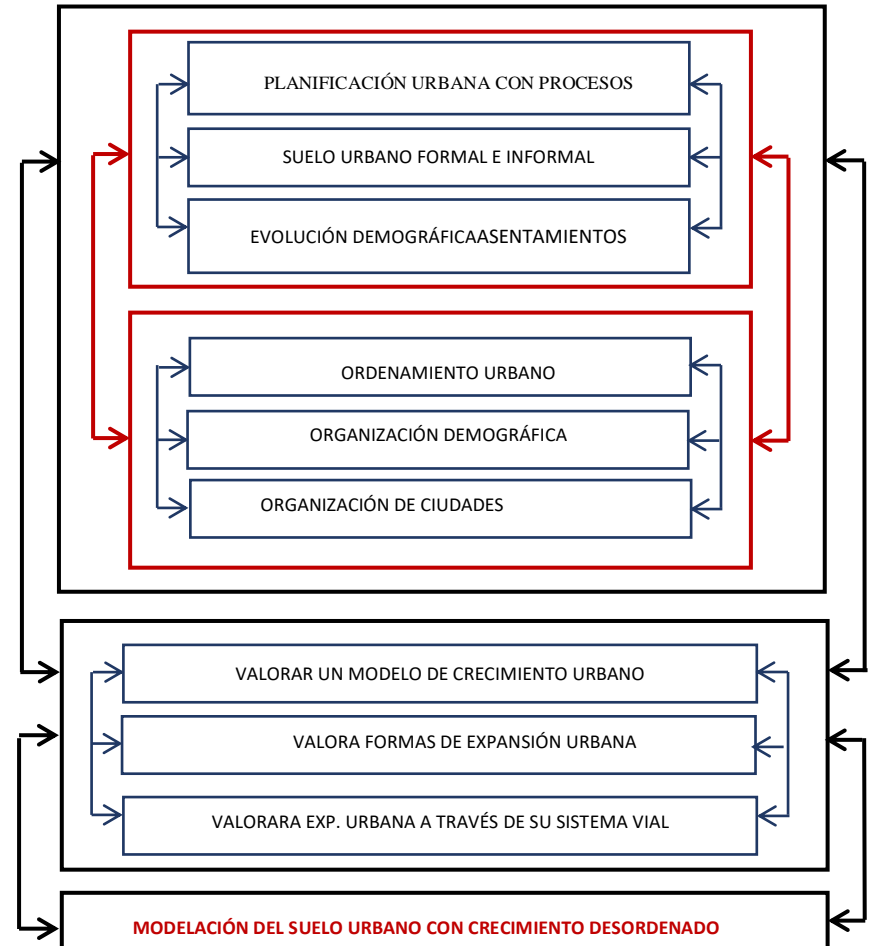 PLANIFICACIÓN URBANA CON PROCESOS
SUELO URBANO FORMAL E INFORMAL
EVOLUCIÓN DEMOGRÁFICAASENTAMIENTOS
ORDENAMIENTO URBANO
ORGANIZACIÓN DEMOGRÁFICA
ORGANIZACIÓN DE CIUDADES
VALORAR UN MODELO DE CRECIMIENTO URBANO
VALORA FORMAS DE EXPANSIÓN URBANA
VALORARA EXP. URBANA A TRAVÉS DE SU SISTEMA VIAL
MODELACIÓN DEL SUELO URBANO CON CRECIMIENTO DESORDENADO